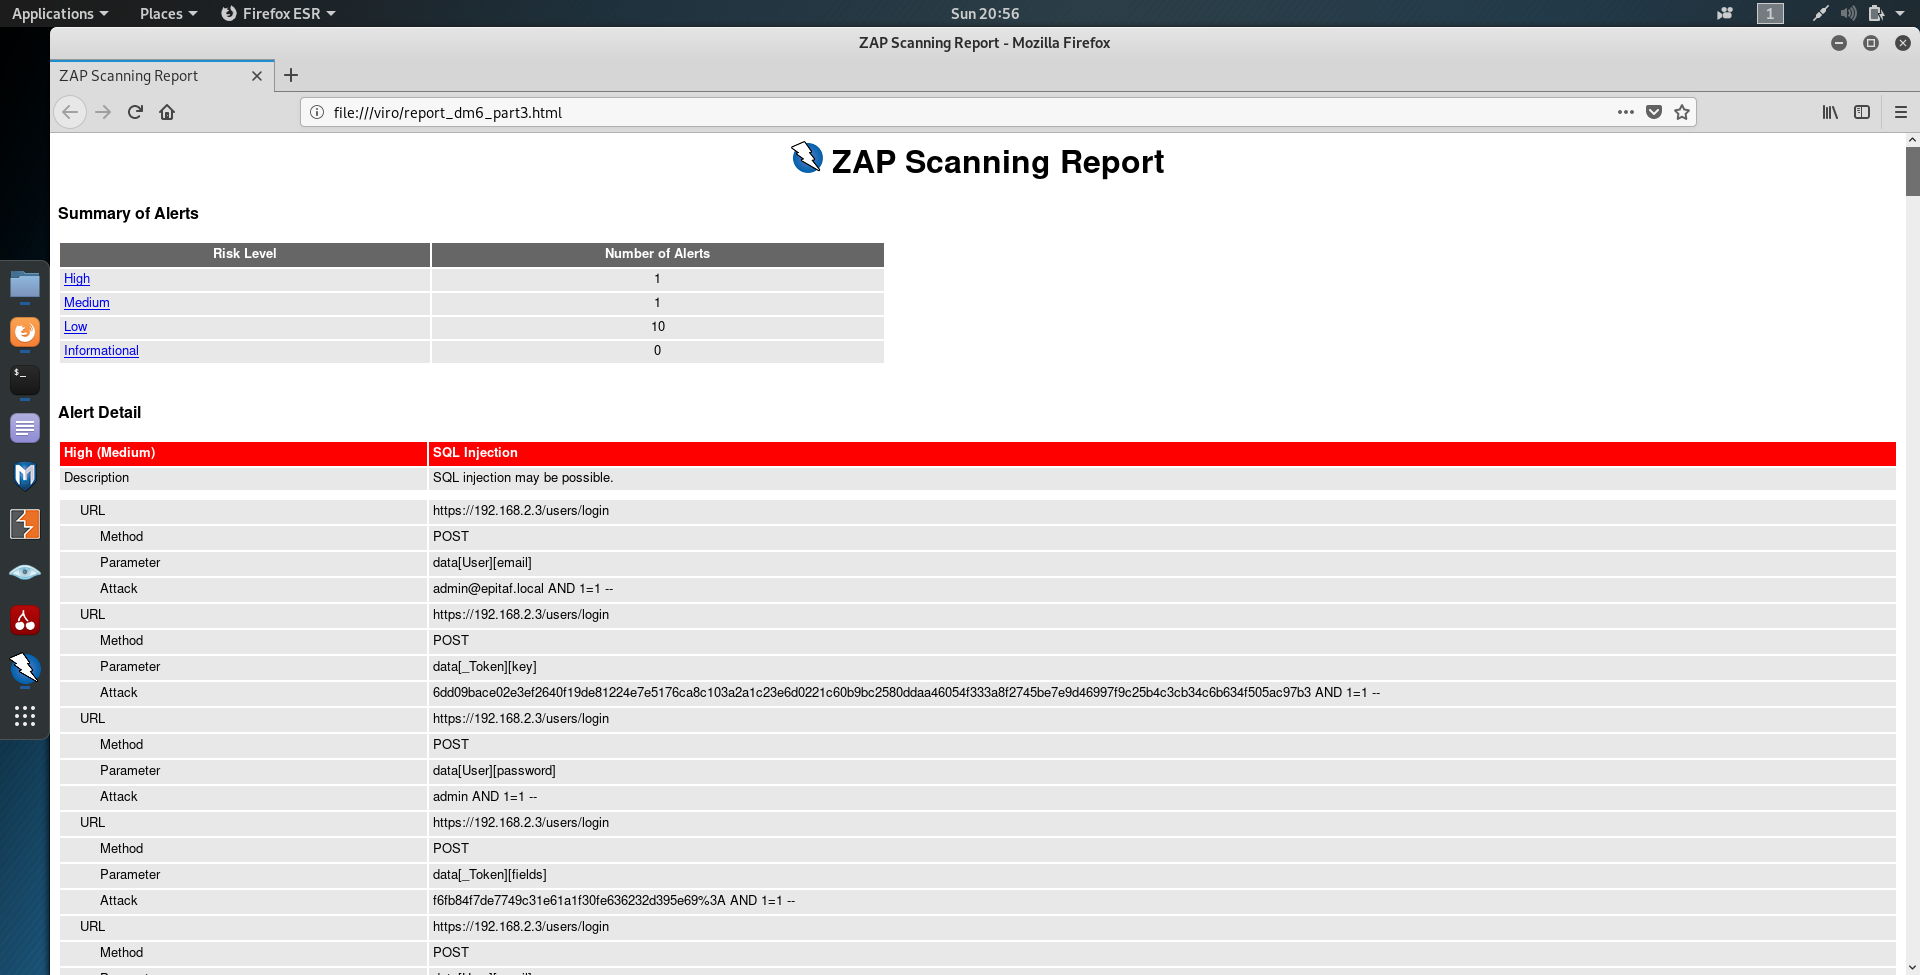 Applications Places Firefox ESR Sun 20:56 1
ZAP Scanning Report - Mozilla Firefox
ZAP Scanning Report
file:///viro/report_dm6_part3.html
ZAP Scanning Report
Summary of Alerts
Risk Level Number of Alerts
High 1
Medium 1
Low 10
Informational 0
Alert Detail
High (Medium) SQL Injection
Description SQL injection may be possible.
URL https://192.168.2.3/users/login
Method POST
Parameter data[User][email]
Attack admin@epitaf.local AND 1=1 --
URL https://192.168.2.3/users/login
Method POST
Parameter data[_Token][key]
Attack 6dd09bace02e3ef2640f19de81224e7e5176ca8c103a2a1c23e6d0221c60b9bc2580ddaa46054f333a8f2745be7e9d46997f9c25b4c3cb34c6b634f505ac97b3 AND 1=1 --
URL https://192.168.2.3/users/login
Method POST
Parameter data[User][password]
Attack admin AND 1=1 --
URL https://192.168.2.3/users/login
Method POST
Parameter data[_Token][fields]
Attack f6fb84f7de7749c31e61a1f30fe636232d395e69%3A AND 1=1 --
URL https://192.168.2.3/users/login
Method POST